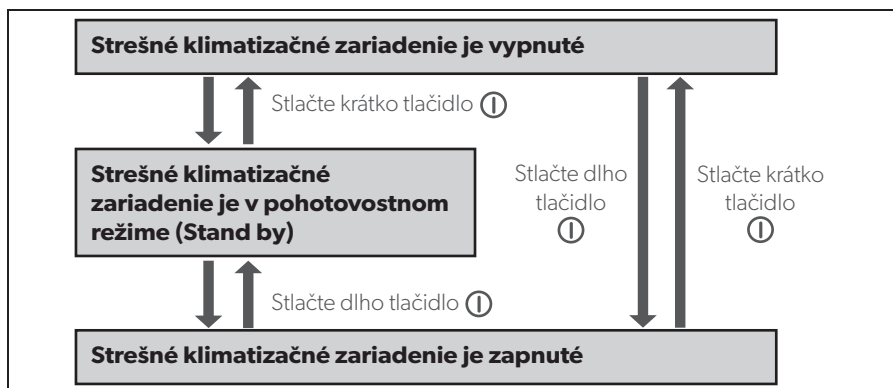 Strešné klimatizačné zariadenie je vypnuté
Stlačte krátko tlačidlo
Strešné klimatizačné
zariadenie je v pohotovostnom
režime (Stand by)
Stlačte dlho
tlačidlo
Stlačte krátko
tlačidlo
Stlačte dlho tlačidlo
Strešné klimatizačné zariadenie je zapnuté